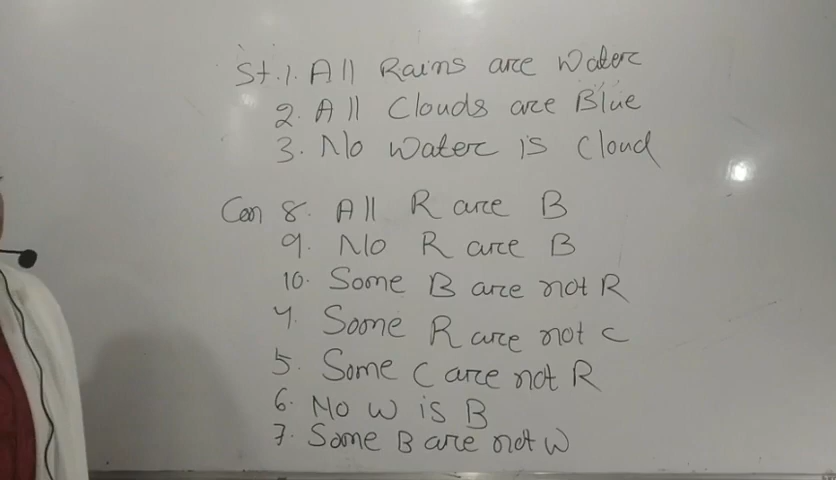 St. 1. All Rains are Water
2. All Clouds are Blue
3. No Water is Cloud
Con 8. All R are B
9. No R are B
10. Some B are not R
4. Some R are not C
5. Some C are not R
6. No W is B
7. Some B are not W